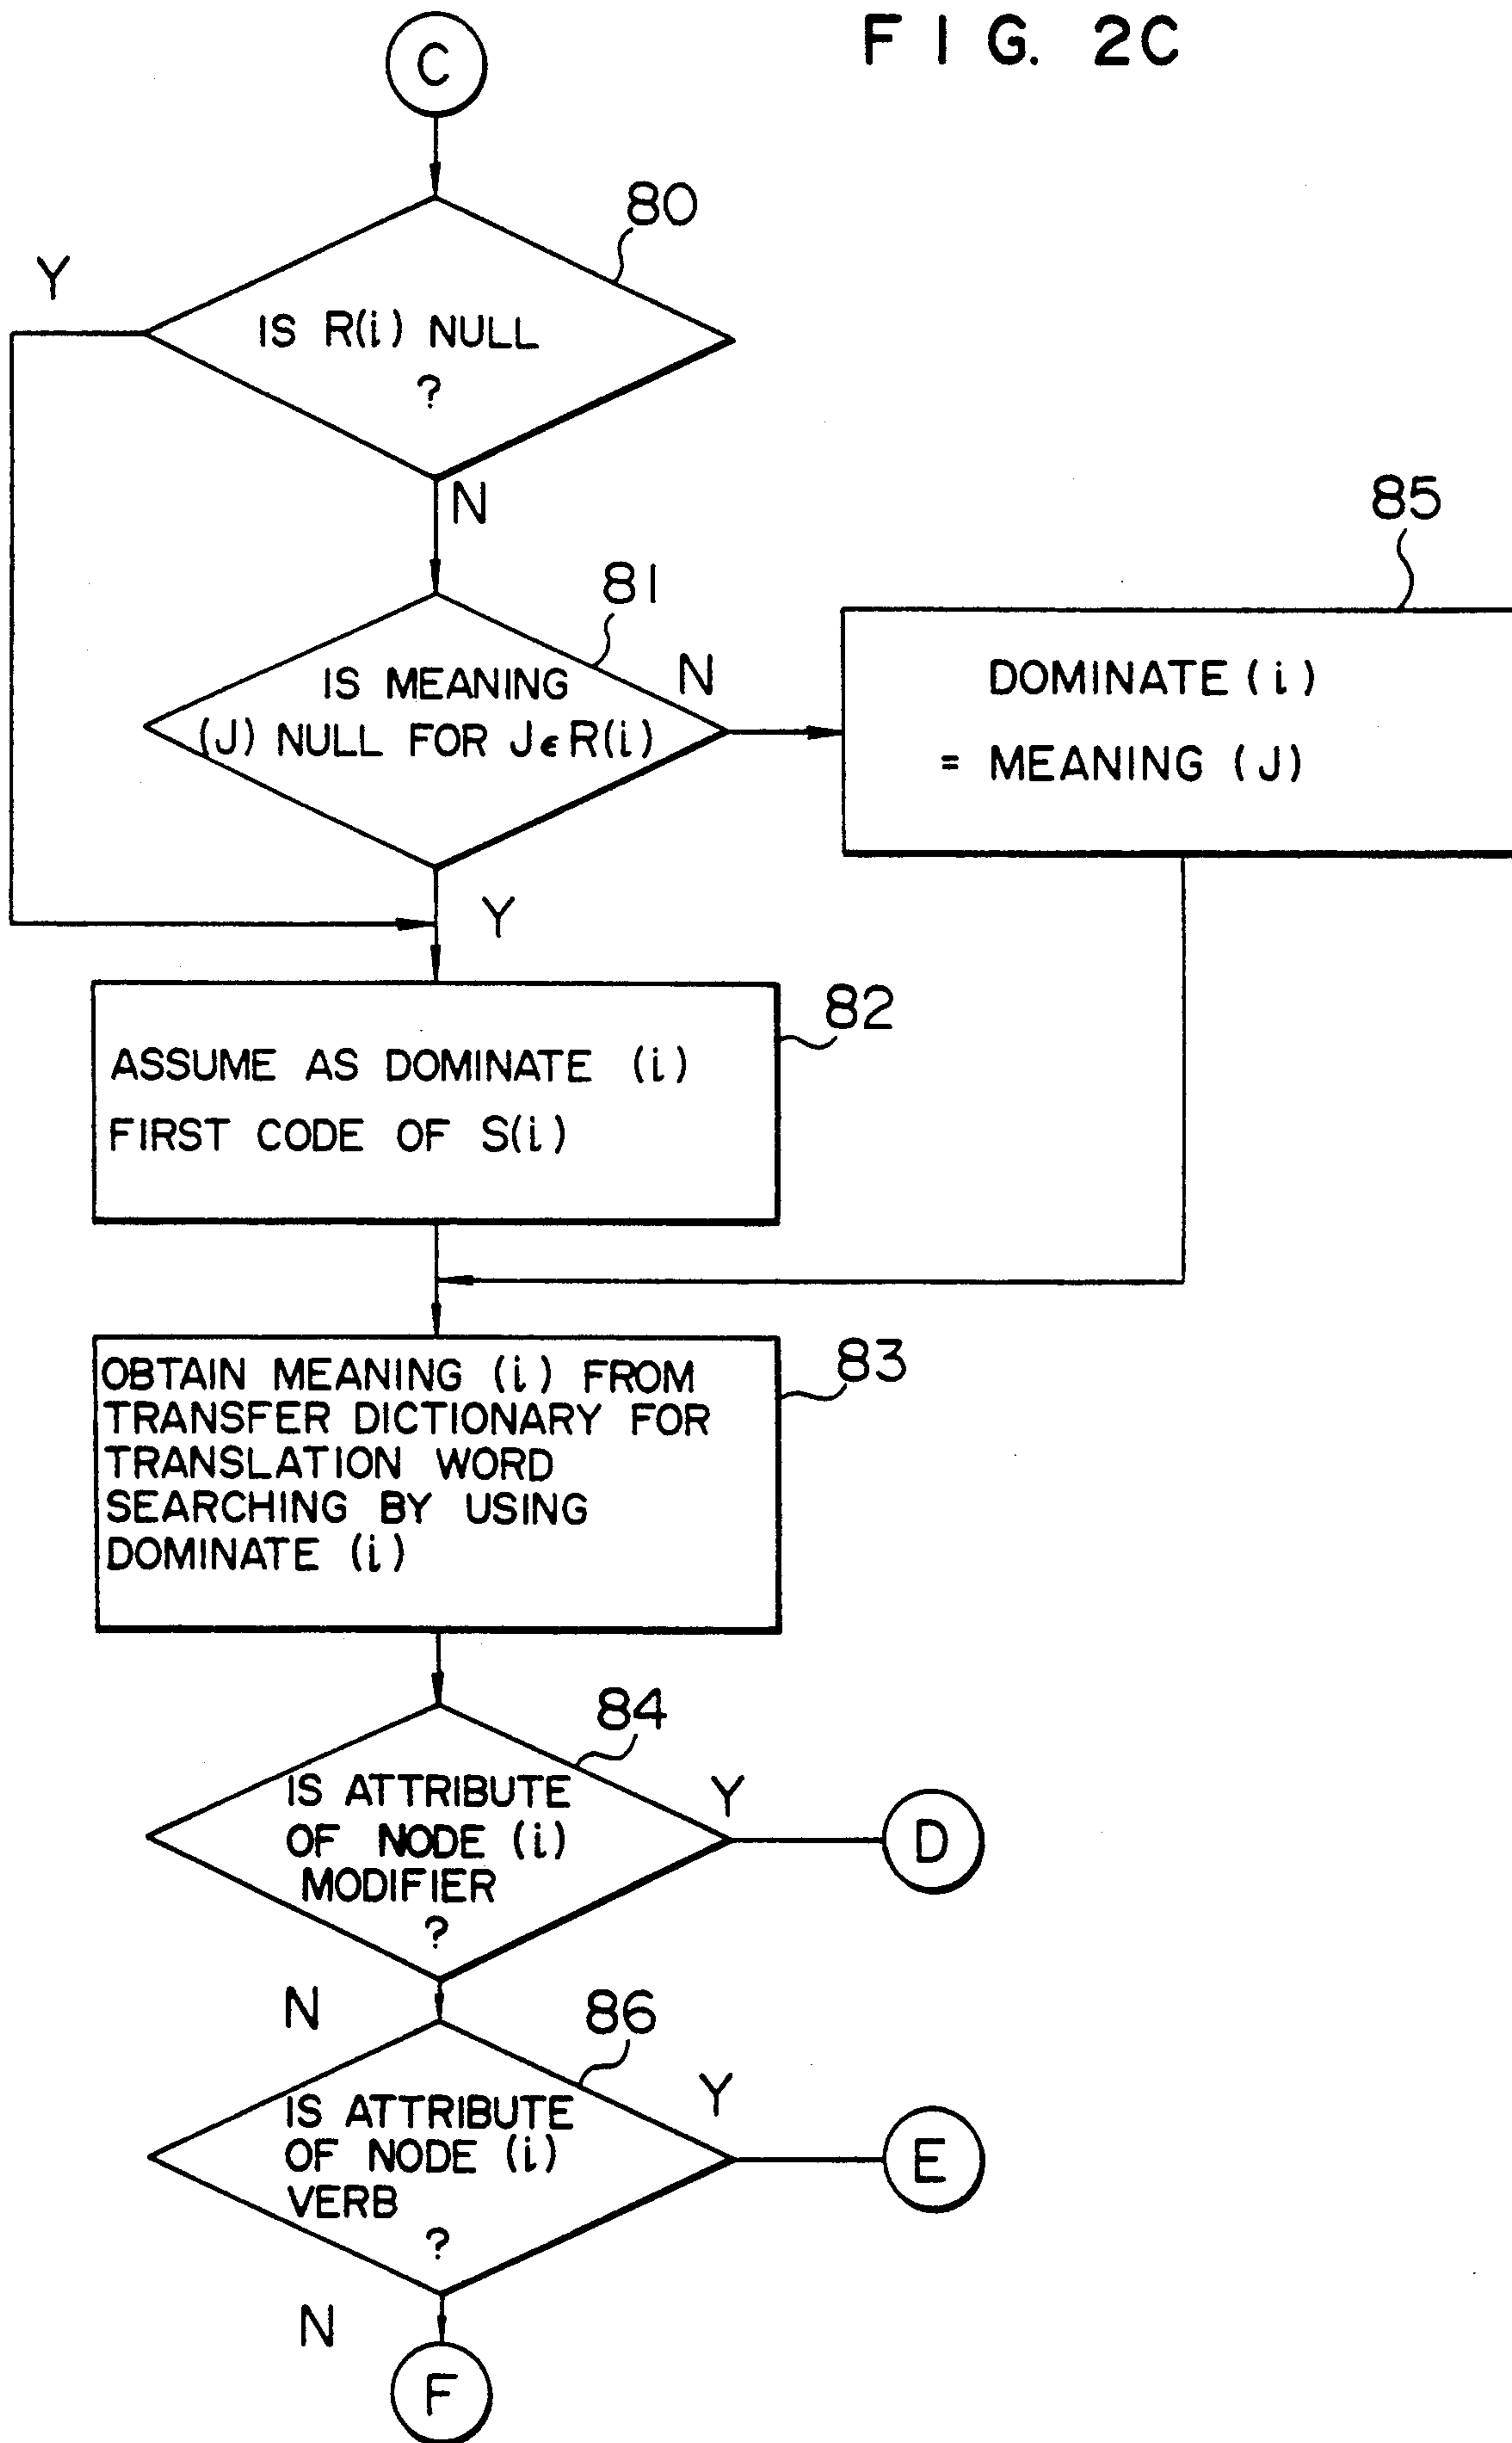 FIG. 2C
C
80
Y
IS R(i) NULL
?
N
85
81
N
IS MEANING
(J) NULL FOR J∈R(i)
DOMINATE (i)
= MEANING (J)
Y
82
ASSUME AS DOMINATE (i)
FIRST CODE OF S(i)
83
OBTAIN MEANING (i) FROM
TRANSFER DICTIONARY FOR
TRANSLATION WORD
SEARCHING BY USING
DOMINATE (i)
84
Y
IS ATTRIBUTE
OF NODE (i)
MODIFIER
?
D
N
86
Y
IS ATTRIBUTE
OF NODE (i)
VERB
?
E
N
F